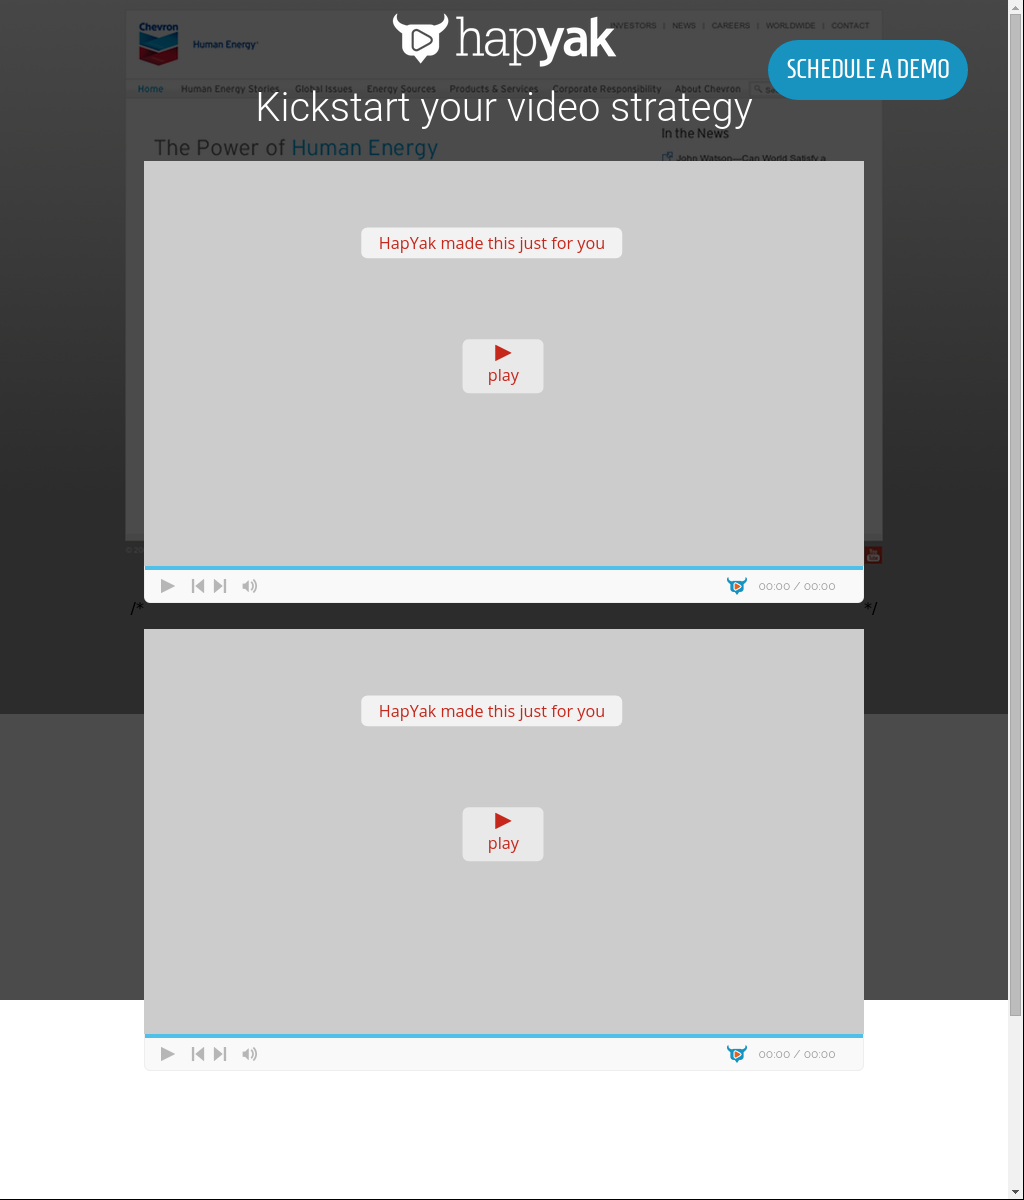 Chevron
Human Energy
INVESTORS | NEWS | CAREERS | WORLDWIDE | CONTACT
hapyak
SCHEDULE A DEMO
Home Human Energy Stories Global Issues Energy Sources Products & Services Corporate Responsibility About Chevron
Kickstart your video strategy
In the News
The Power of Human Energy
John Watson—Can World Satisfy a
HapYak made this just for you
play
You Tube
00:00 / 00:00
/* */
HapYak made this just for you
play
00:00 / 00:00